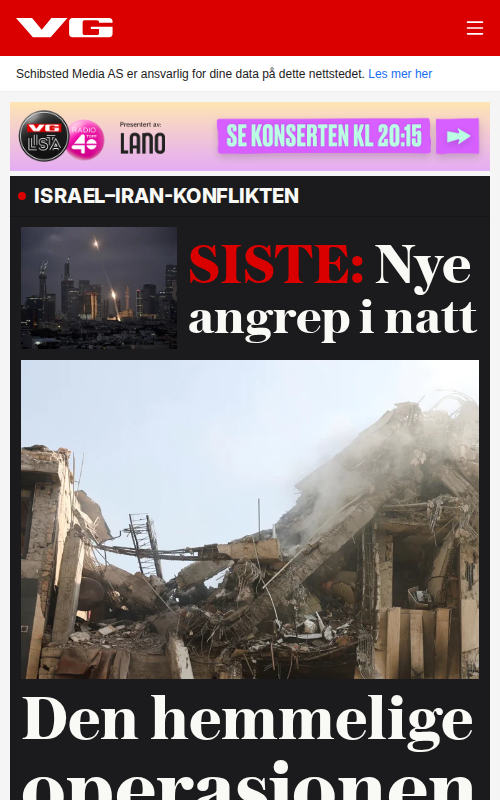 VG
Schibsted Media AS er ansvarlig for dine data på dette nettstedet. Les mer her
VG
LISTA
RADIO
TOPP
40
Presentert av:
LANO
SE KONSERTEN KL 20:15
ISRAEL–IRAN-KONFLIKTEN
SISTE: Nye
angrep i natt
Den hemmelige
operasjonen